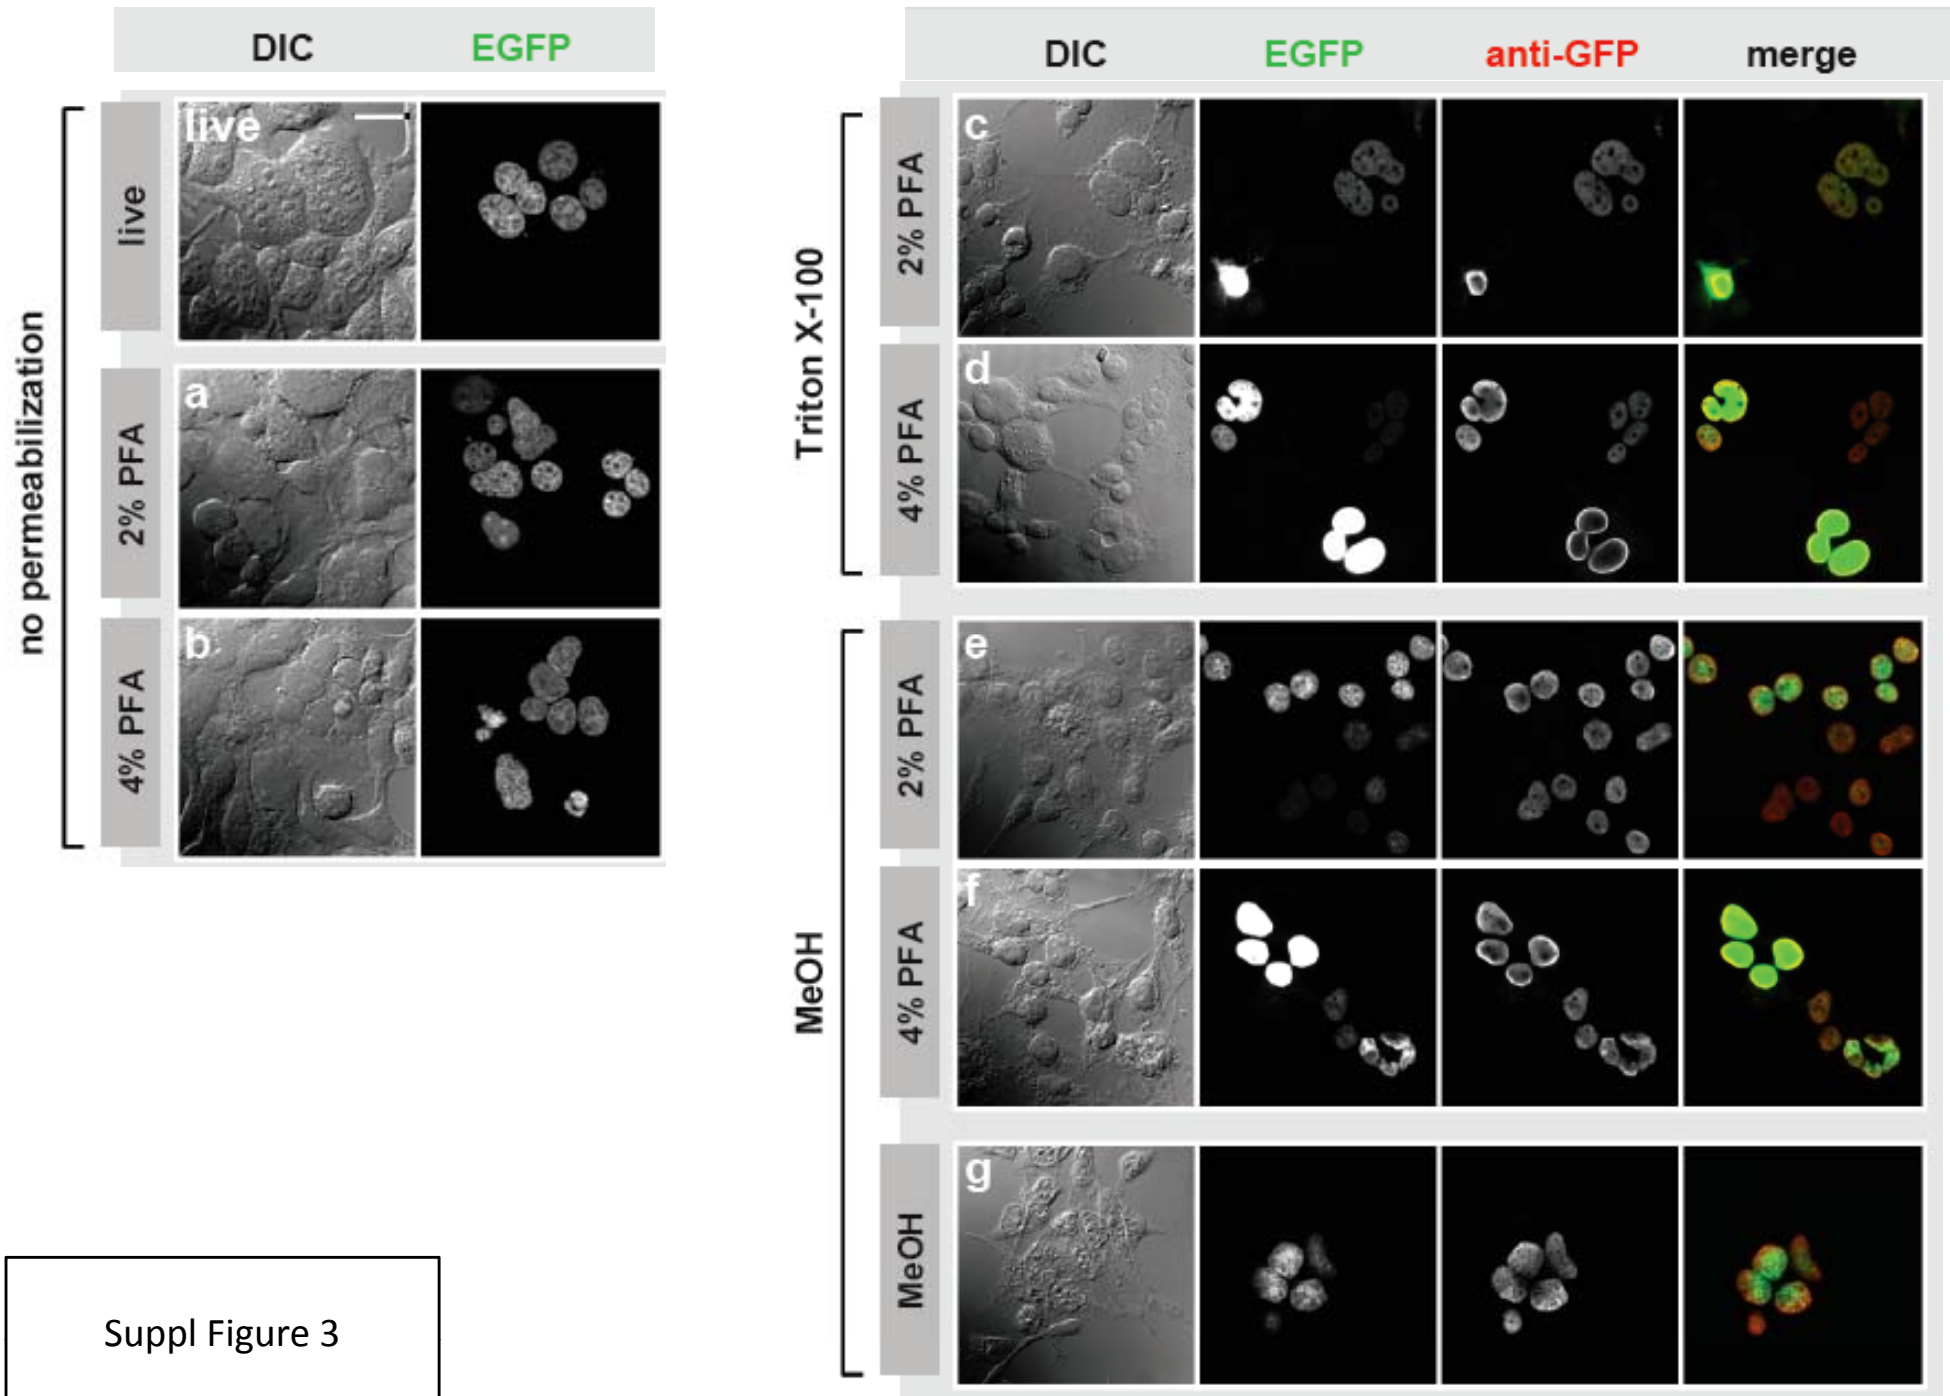 DIC EGFP
no permeabilization
live
live
2% PFA
a
4% PFA
b
DIC EGFP anti-GFP merge
Triton X-100
2% PFA
c
4% PFA
d
MeOH
2% PFA
e
4% PFA
f
MeOH
g
Suppl Figure 3